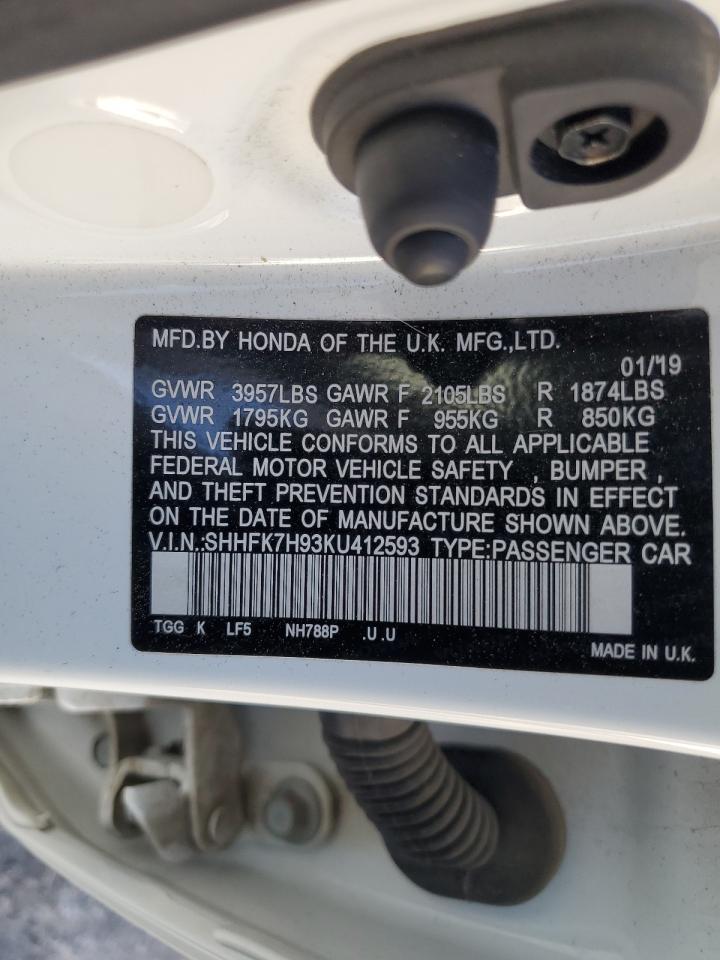 MFD.BY HONDA OF THE U.K. MFG.,LTD.
01/'19
GVWR 3957LBS GAWR F 2105LBS R 1874LBS
GVWR 1795KG GAWR F 955KG R 850KG
THIS VEHICLE CONFORMS TO ALL APPLICABLE
FEDERAL MOTOR VEHICLE SAFETY , BUMPER ,
AND THEFT PREVENTION STANDARDS IN EFFECT
ON THE DATE OF MANUFACTURE SHOWN ABOVE.
V.I.N.:SHHFK7H93KU412593 TYPE:PASSENGER CAR
TGG K LF5 NH788P .U .U
MADE IN U.K.